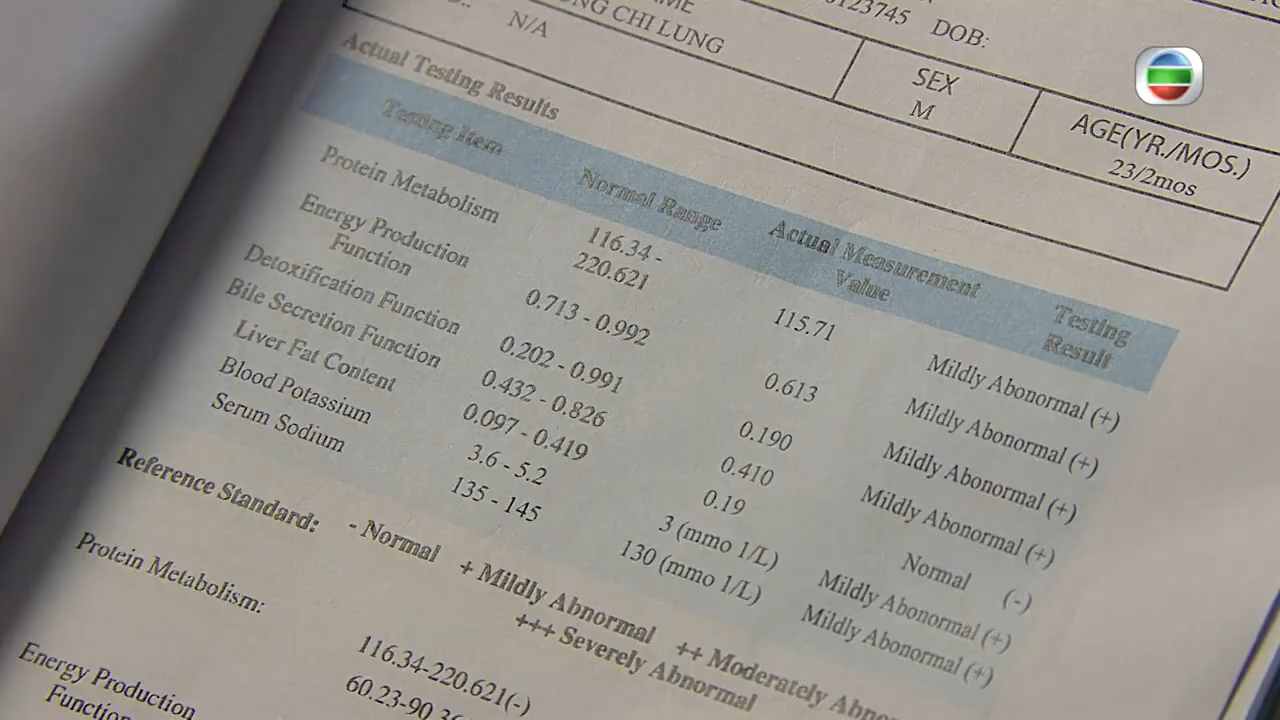 NAME
0123745 DOB:
NG CHI LUNG
N/A
SEX
M
AGE(YR./MOS.)
23/2mos
Actual Testing Results
Testing Item Normal Range Actual Measurement Value Testing Result
Protein Metabolism 116.34 - 220.621 115.71 Mildly Abonormal (+)
Energy Production Function 0.713 - 0.992 0.613 Mildly Abonormal (+)
Detoxification Function 0.202 - 0.991 0.190 Mildly Abonormal (+)
Bile Secretion Function 0.432 - 0.826 0.410 Mildly Abonormal (+)
Liver Fat Content 0.097 - 0.419 0.19 Normal (-)
Blood Potassium 3.6 - 5.2 3 (mmo 1/L) Mildly Abonormal (+)
Serum Sodium 135 - 145 130 (mmo 1/L) Mildly Abonormal (+)
Reference Standard: - Normal + Mildly Abnormal ++ Moderately
+++ Severely Abnormal
Protein Metabolism: 116.34-220.621(-)
60.23-90
Energy Production
Function